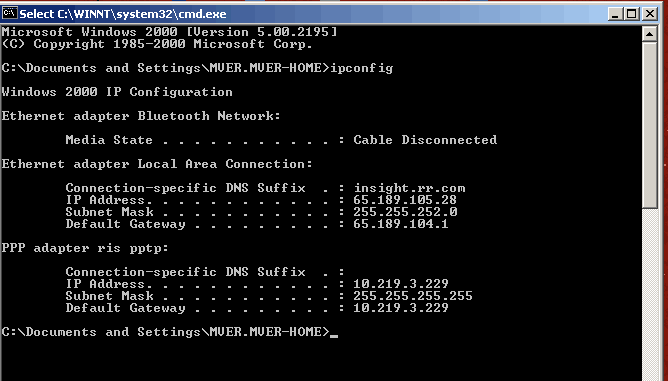 Select C:\WINNT\system32\cmd.exe
Microsoft Windows 2000 [Version 5.00.2195]
(C) Copyright 1985-2000 Microsoft Corp.
C:\Documents and Settings\MVER.MVER-HOME>ipconfig
Windows 2000 IP Configuration
Ethernet adapter Bluetooth Network:
Media State . . . . . . . . . . . : Cable Disconnected
Ethernet adapter Local Area Connection:
Connection-specific DNS Suffix  . : insight.rr.com
IP Address. . . . . . . . . . . . : 65.189.105.28
Subnet Mask . . . . . . . . . . . : 255.255.252.0
Default Gateway . . . . . . . . . : 65.189.104.1
PPP adapter ris pptp:
Connection-specific DNS Suffix  . :
IP Address. . . . . . . . . . . . : 10.219.3.229
Subnet Mask . . . . . . . . . . . : 255.255.255.255
Default Gateway . . . . . . . . . : 10.219.3.229
C:\Documents and Settings\MVER.MVER-HOME>_